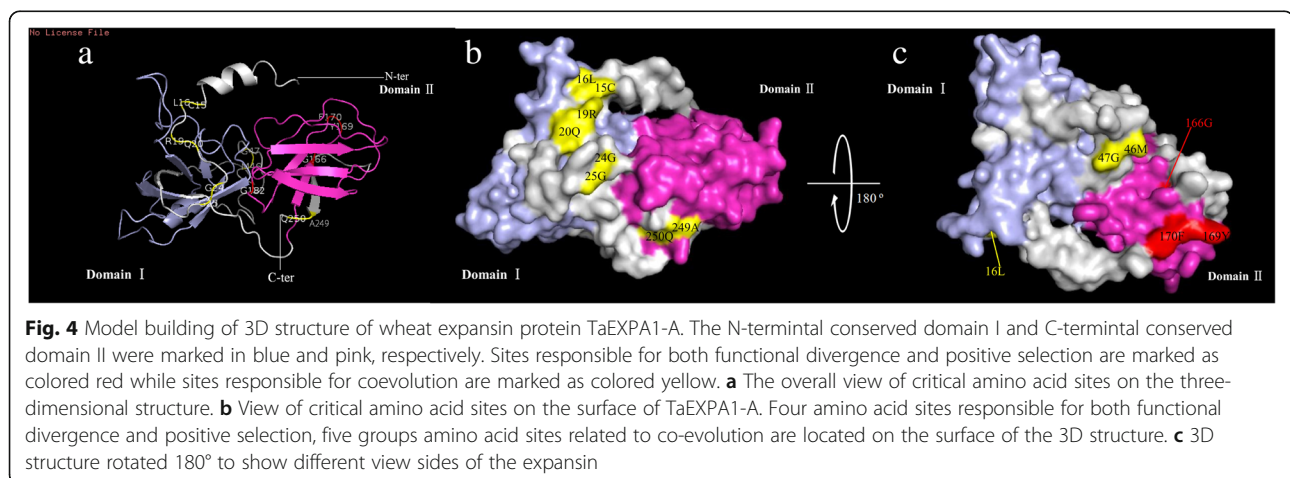 No License File
a
N-ter
Domain Ⅱ
L16
C15
F170
Y169
R19
Q20
G47
M46
G166
G182
Q250
A249
Domain Ⅰ
C-ter
b
16L
15C
19R
20Q
24G
25G
249A
250Q
Domain Ⅱ
Domain Ⅰ
180°
c
Domain Ⅰ
166G
46M
47G
170F
169Y
16L
Domain Ⅱ
Fig. 4 Model building of 3D structure of wheat expansin protein TaEXPA1-A. The N-termintal conserved domain I and C-termintal conserved
domain II were marked in blue and pink, respectively. Sites responsible for both functional divergence and positive selection are marked as
colored red while sites responsible for coevolution are marked as colored yellow. a The overall view of critical amino acid sites on the three-
dimensional structure. b View of critical amino acid sites on the surface of TaEXPA1-A. Four amino acid sites responsible for both functional
divergence and positive selection, five groups amino acid sites related to co-evolution are located on the surface of the 3D structure. c 3D
structure rotated 180° to show different view sides of the expansin